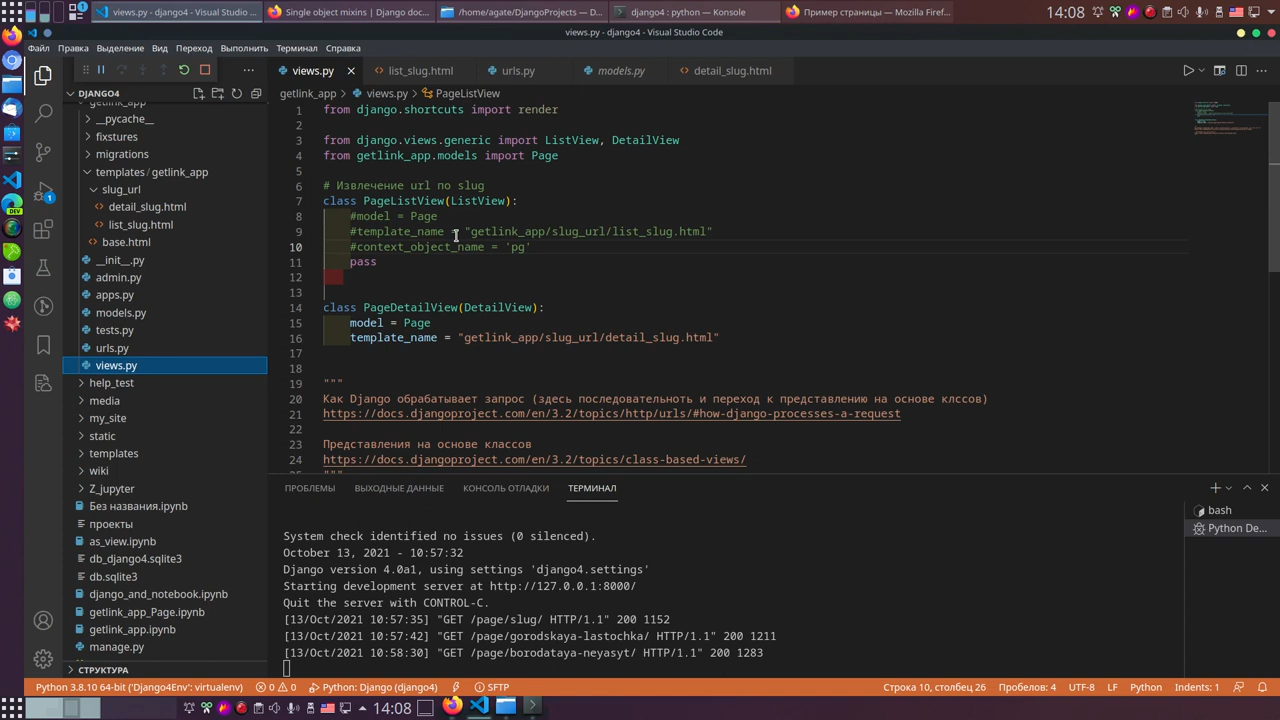 views.py - django4 - Visual Studio ...
Single object mixins | Django doc...
/home/agate/DjangoProjects — D...
django4 : python — Konsole
Пример страницы — Mozilla Firef...
14:08
views.py - django4 - Visual Studio Code
Файл Правка Выделение Вид Переход Выполнить Терминал Справка
views.py
list_slug.html
urls.py
models.py
detail_slug.html
DJANGO4
getlink_app > views.py > PageListView
getlink_app
__pycache__
fixstures
migrations
templates / getlink_app
slug_url
detail_slug.html
list_slug.html
base.html
__init__.py
admin.py
apps.py
models.py
tests.py
urls.py
views.py
help_test
media
my_site
static
templates
wiki
Z_jupyter
Без названия.ipynb
проекты
as_view.ipynb
db_django4.sqlite3
db.sqlite3
django_and_notebook.ipynb
getlink_app_Page.ipynb
getlink_app.ipynb
manage.py
СТРУКТУРА
1 from django.shortcuts import render
2
3 from django.views.generic import ListView, DetailView
4 from getlink_app.models import Page
5
6 # Извлечение url по slug
7 class PageListView(ListView):
8 #model = Page
9 #template_name = "getlink_app/slug_url/list_slug.html"
10 #context_object_name = 'pg'
11 pass
12
13
14 class PageDetailView(DetailView):
15 model = Page
16 template_name = "getlink_app/slug_url/detail_slug.html"
17
18
19 """
20 Как Django обрабатывает запрос (здесь последовательноть и переход к представлению на основе клссов)
21 https://docs.djangoproject.com/en/3.2/topics/http/urls/#how-django-processes-a-request
22
23 Представления на основе классов
24 https://docs.djangoproject.com/en/3.2/topics/class-based-views/
25 """
ПРОБЛЕМЫ ВЫХОДНЫЕ ДАННЫЕ КОНСОЛЬ ОТЛАДКИ ТЕРМИНАЛ
bash
Python De...
System check identified no issues (0 silenced).
October 13, 2021 - 10:57:32
Django version 4.0a1, using settings 'django4.settings'
Starting development server at http://127.0.0.1:8000/
Quit the server with CONTROL-C.
[13/Oct/2021 10:57:35] "GET /page/slug/ HTTP/1.1" 200 1152
[13/Oct/2021 10:57:42] "GET /page/gorodskaya-lastochka/ HTTP/1.1" 200 1211
[13/Oct/2021 10:58:30] "GET /page/borodataya-neyasyt/ HTTP/1.1" 200 1283
Python 3.8.10 64-bit ('Django4Env': virtualenv) 0 0 Python: Django (django4) SFTP Строка 10, столбец 26 Пробелов: 4 UTF-8 LF Python Indents: 1
14:08